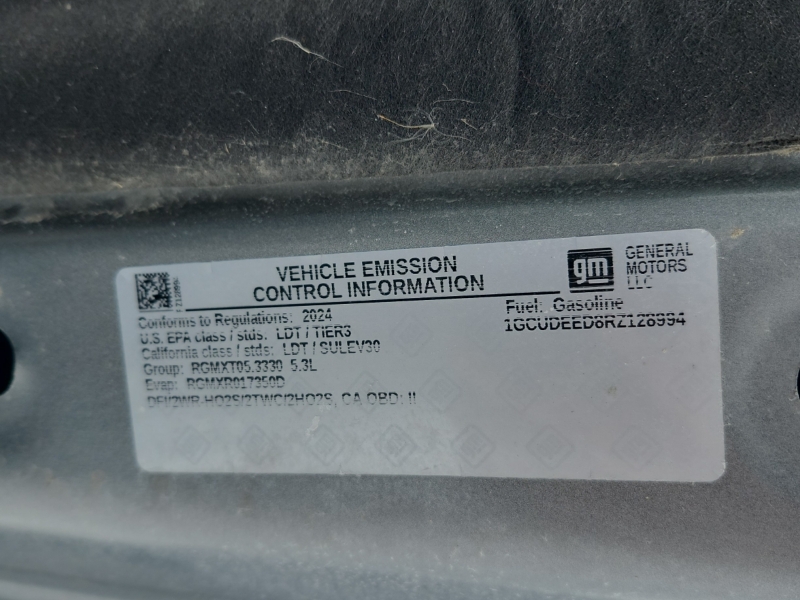 VEHICLE EMISSION
CONTROL INFORMATION
gm
GENERAL
MOTORS
LLC
Conforms to Regulations: 2024
U.S. EPA class / stds: LDT / TIER3
California class / stds: LDT / SULEV30
Group: RGMXT05.3330 5.3L
Evap: RGMXR017350D
DFI/2WR-HO2S/2TWC/2HO2S, CA OBD: II
Fuel: Gasoline
1GCUDEED8RZ128994